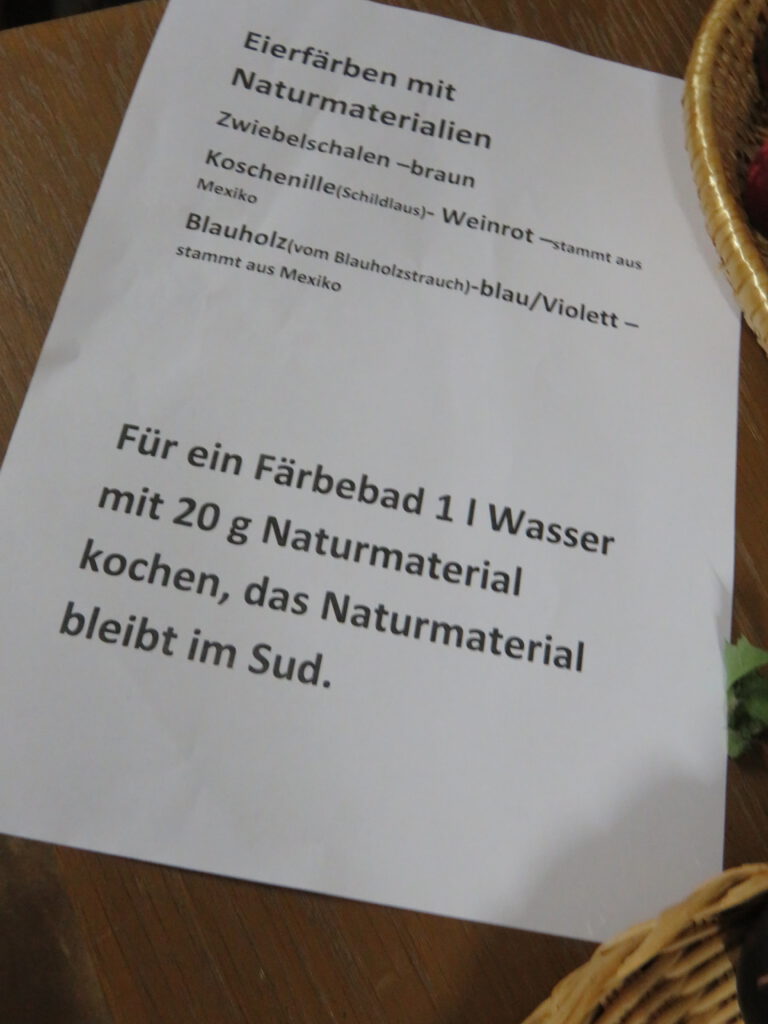 Eierfärben mit
Naturmaterialien
Zwiebelschalen –braun
Koschenille(Schildlaus)- Weinrot –stammt aus
Mexiko
Blauholz(vom Blauholzstrauch)-blau/Violett –
stammt aus Mexiko
Für ein Färbebad 1 l Wasser
mit 20 g Naturmaterial
kochen, das Naturmaterial
bleibt im Sud.